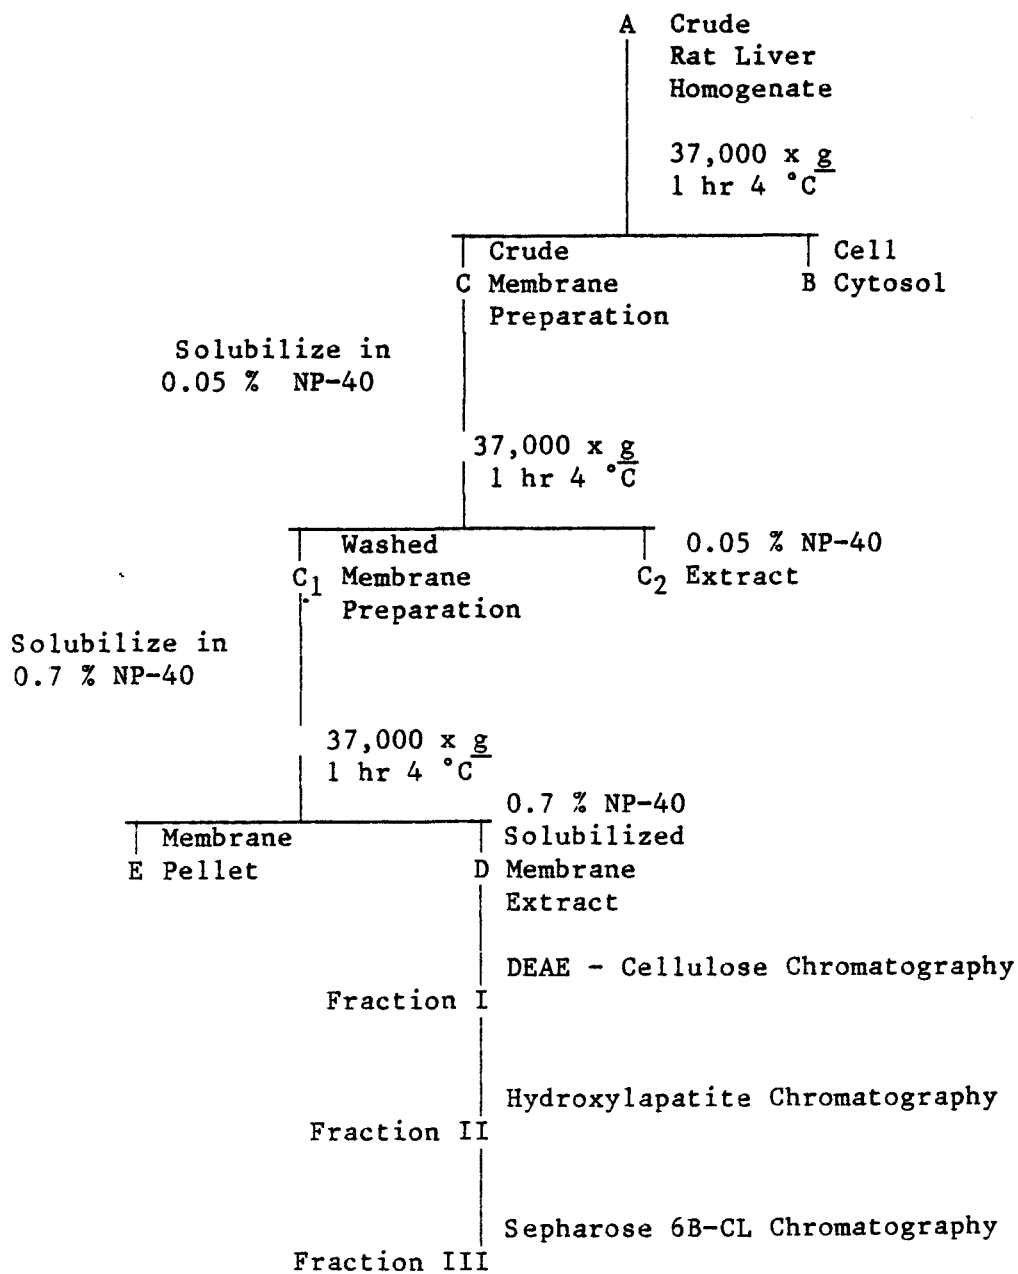 A Crude
Rat Liver
Homogenate
37,000 x g
1 hr 4 °C
Crude
C Membrane
Preparation
Cell
B Cytosol
Solubilize in
0.05 % NP-40
37,000 x g
1 hr 4 °C
Washed
C1 Membrane
Preparation
0.05 % NP-40
C2 Extract
Solubilize in
0.7 % NP-40
37,000 x g
1 hr 4 °C
Membrane
E Pellet
0.7 % NP-40
Solubilized
D Membrane
Extract
DEAE - Cellulose Chromatography
Fraction I
Hydroxylapatite Chromatography
Fraction II
Sepharose 6B-CL Chromatography
Fraction III